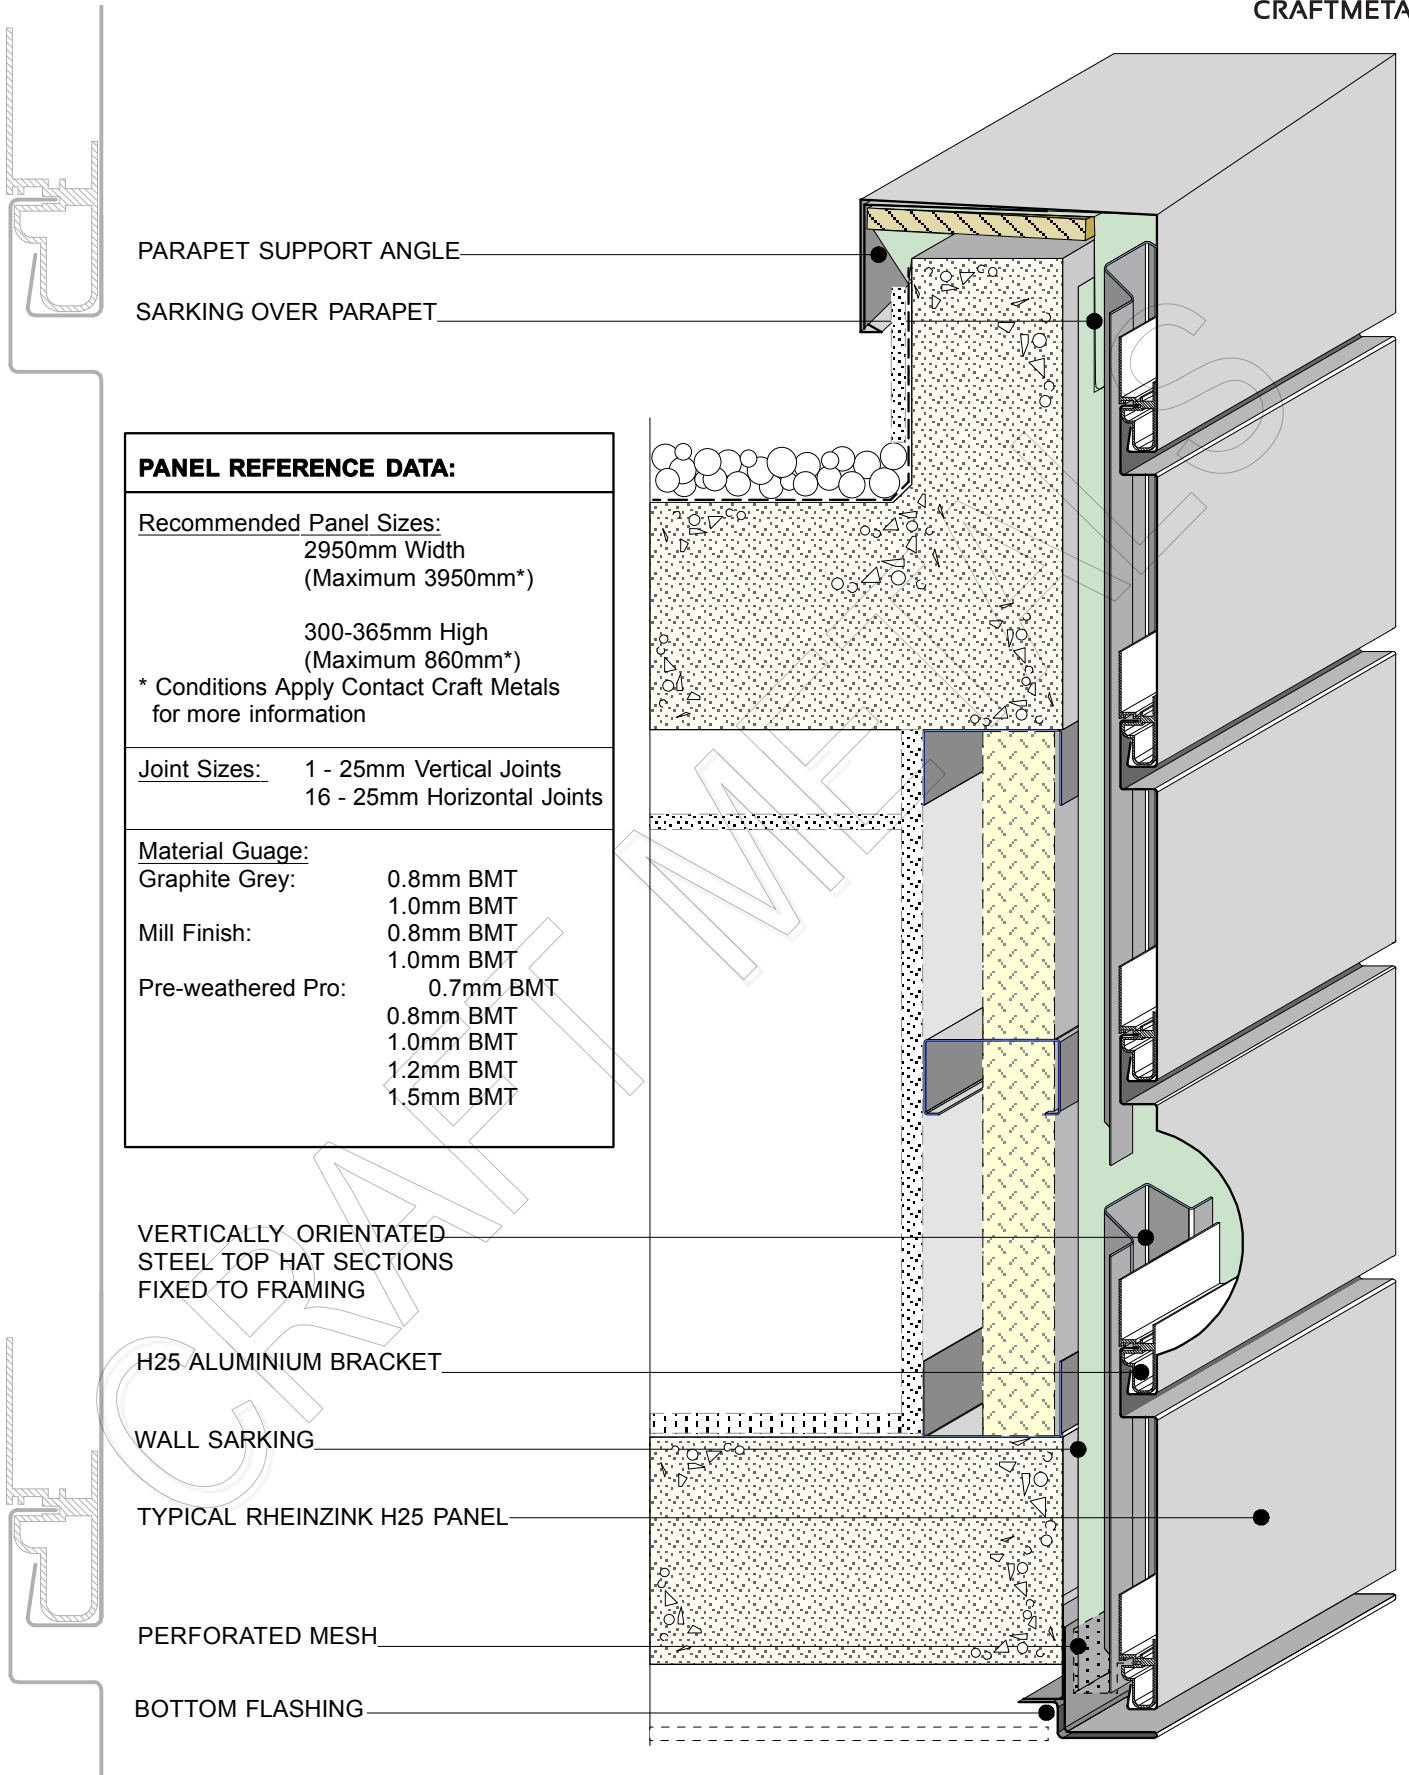 CRAFTMETA
PARAPET SUPPORT ANGLE
SARKING OVER PARAPET
PANEL REFERENCE DATA:
Recommended Panel Sizes:
2950mm Width
(Maximum 3950mm*)
300-365mm High
(Maximum 860mm*)
* Conditions Apply Contact Craft Metals
for more information
Joint Sizes: 1 - 25mm Vertical Joints
16 - 25mm Horizontal Joints
Material Guage:
Graphite Grey: 0.8mm BMT
1.0mm BMT
Mill Finish: 0.8mm BMT
1.0mm BMT
Pre-weathered Pro: 0.7mm BMT
0.8mm BMT
1.0mm BMT
1.2mm BMT
1.5mm BMT
VERTICALLY ORIENTATED
STEEL TOP HAT SECTIONS
FIXED TO FRAMING
H25 ALUMINIUM BRACKET
WALL SARKING
TYPICAL RHEINZINK H25 PANEL
PERFORATED MESH
BOTTOM FLASHING
CRAFT METALS